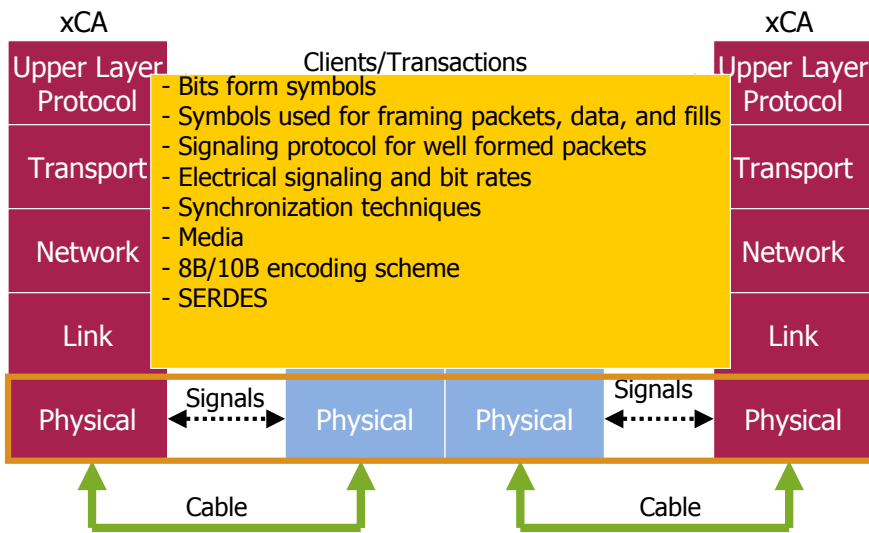 xCA
xCA
Upper Layer
Protocol
Clients/Transactions
Upper Layer
Protocol
- Bits form symbols
- Symbols used for framing packets, data, and fills
- Signaling protocol for well formed packets
- Electrical signaling and bit rates
- Synchronization techniques
- Media
- 8B/10B encoding scheme
- SERDES
Transport
Transport
Network
Network
Link
Link
Physical
Signals
Physical
Physical
Signals
Physical
Cable
Cable